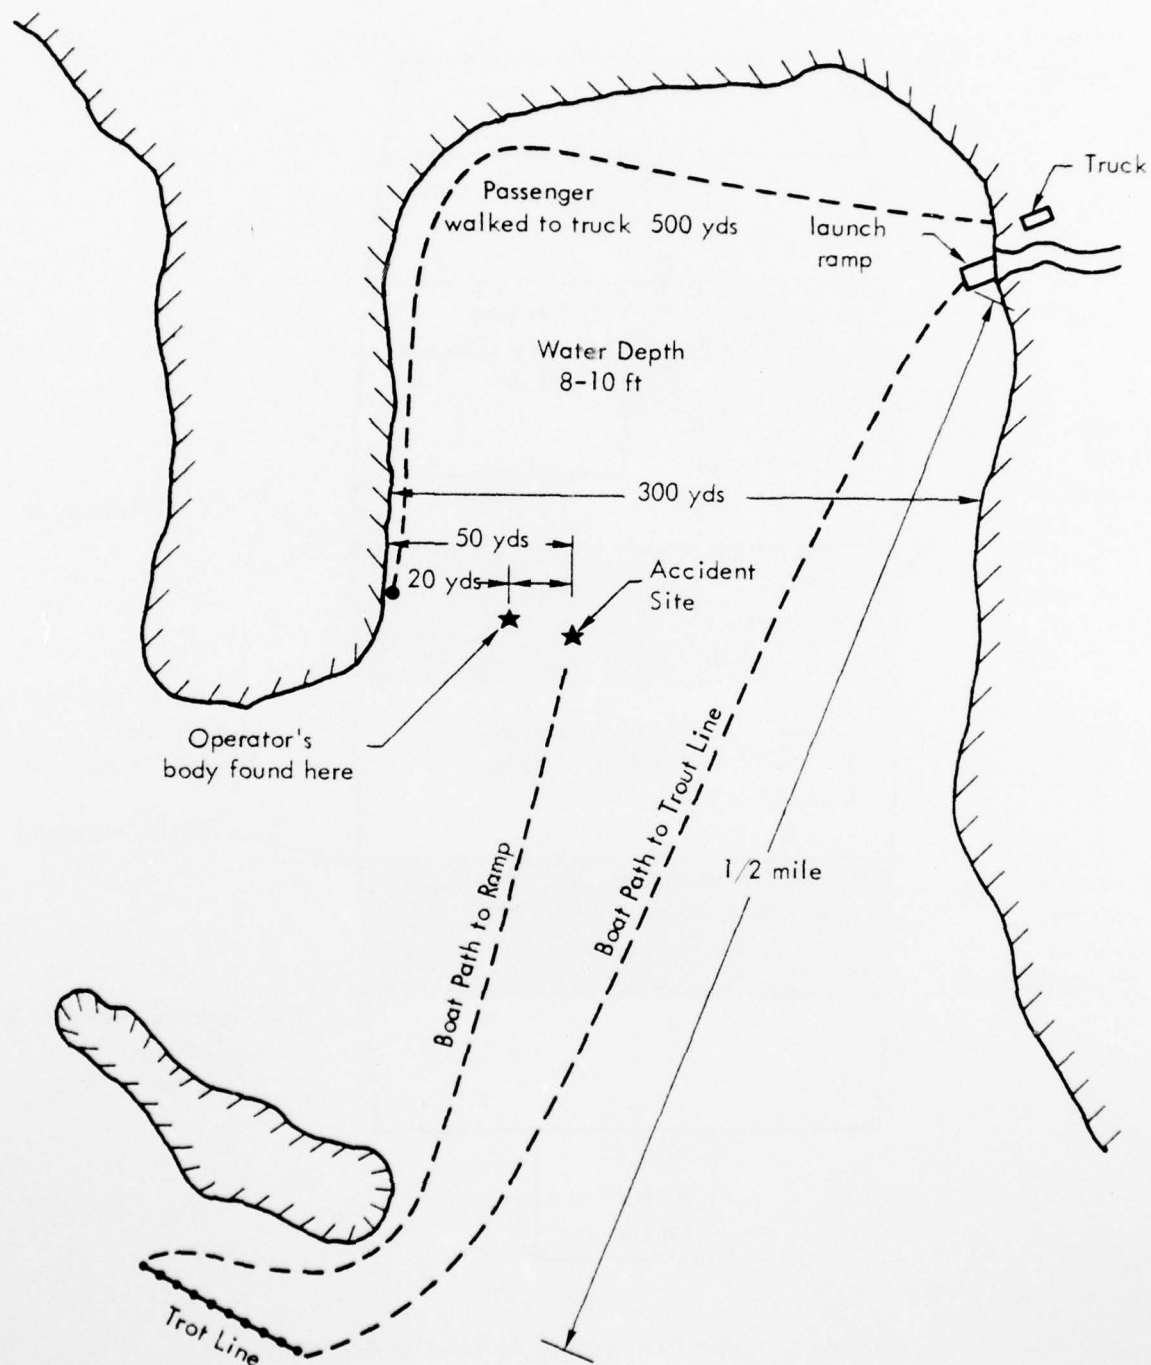 Truck
Passenger
walked to truck 500 yds
launch
ramp
Water Depth
8-10 ft
300 yds
50 yds
20 yds
Accident
Site
Operator's
body found here
Boat Path to Ramp
Boat Path to Trout Line
1/2 mile
Trot Line